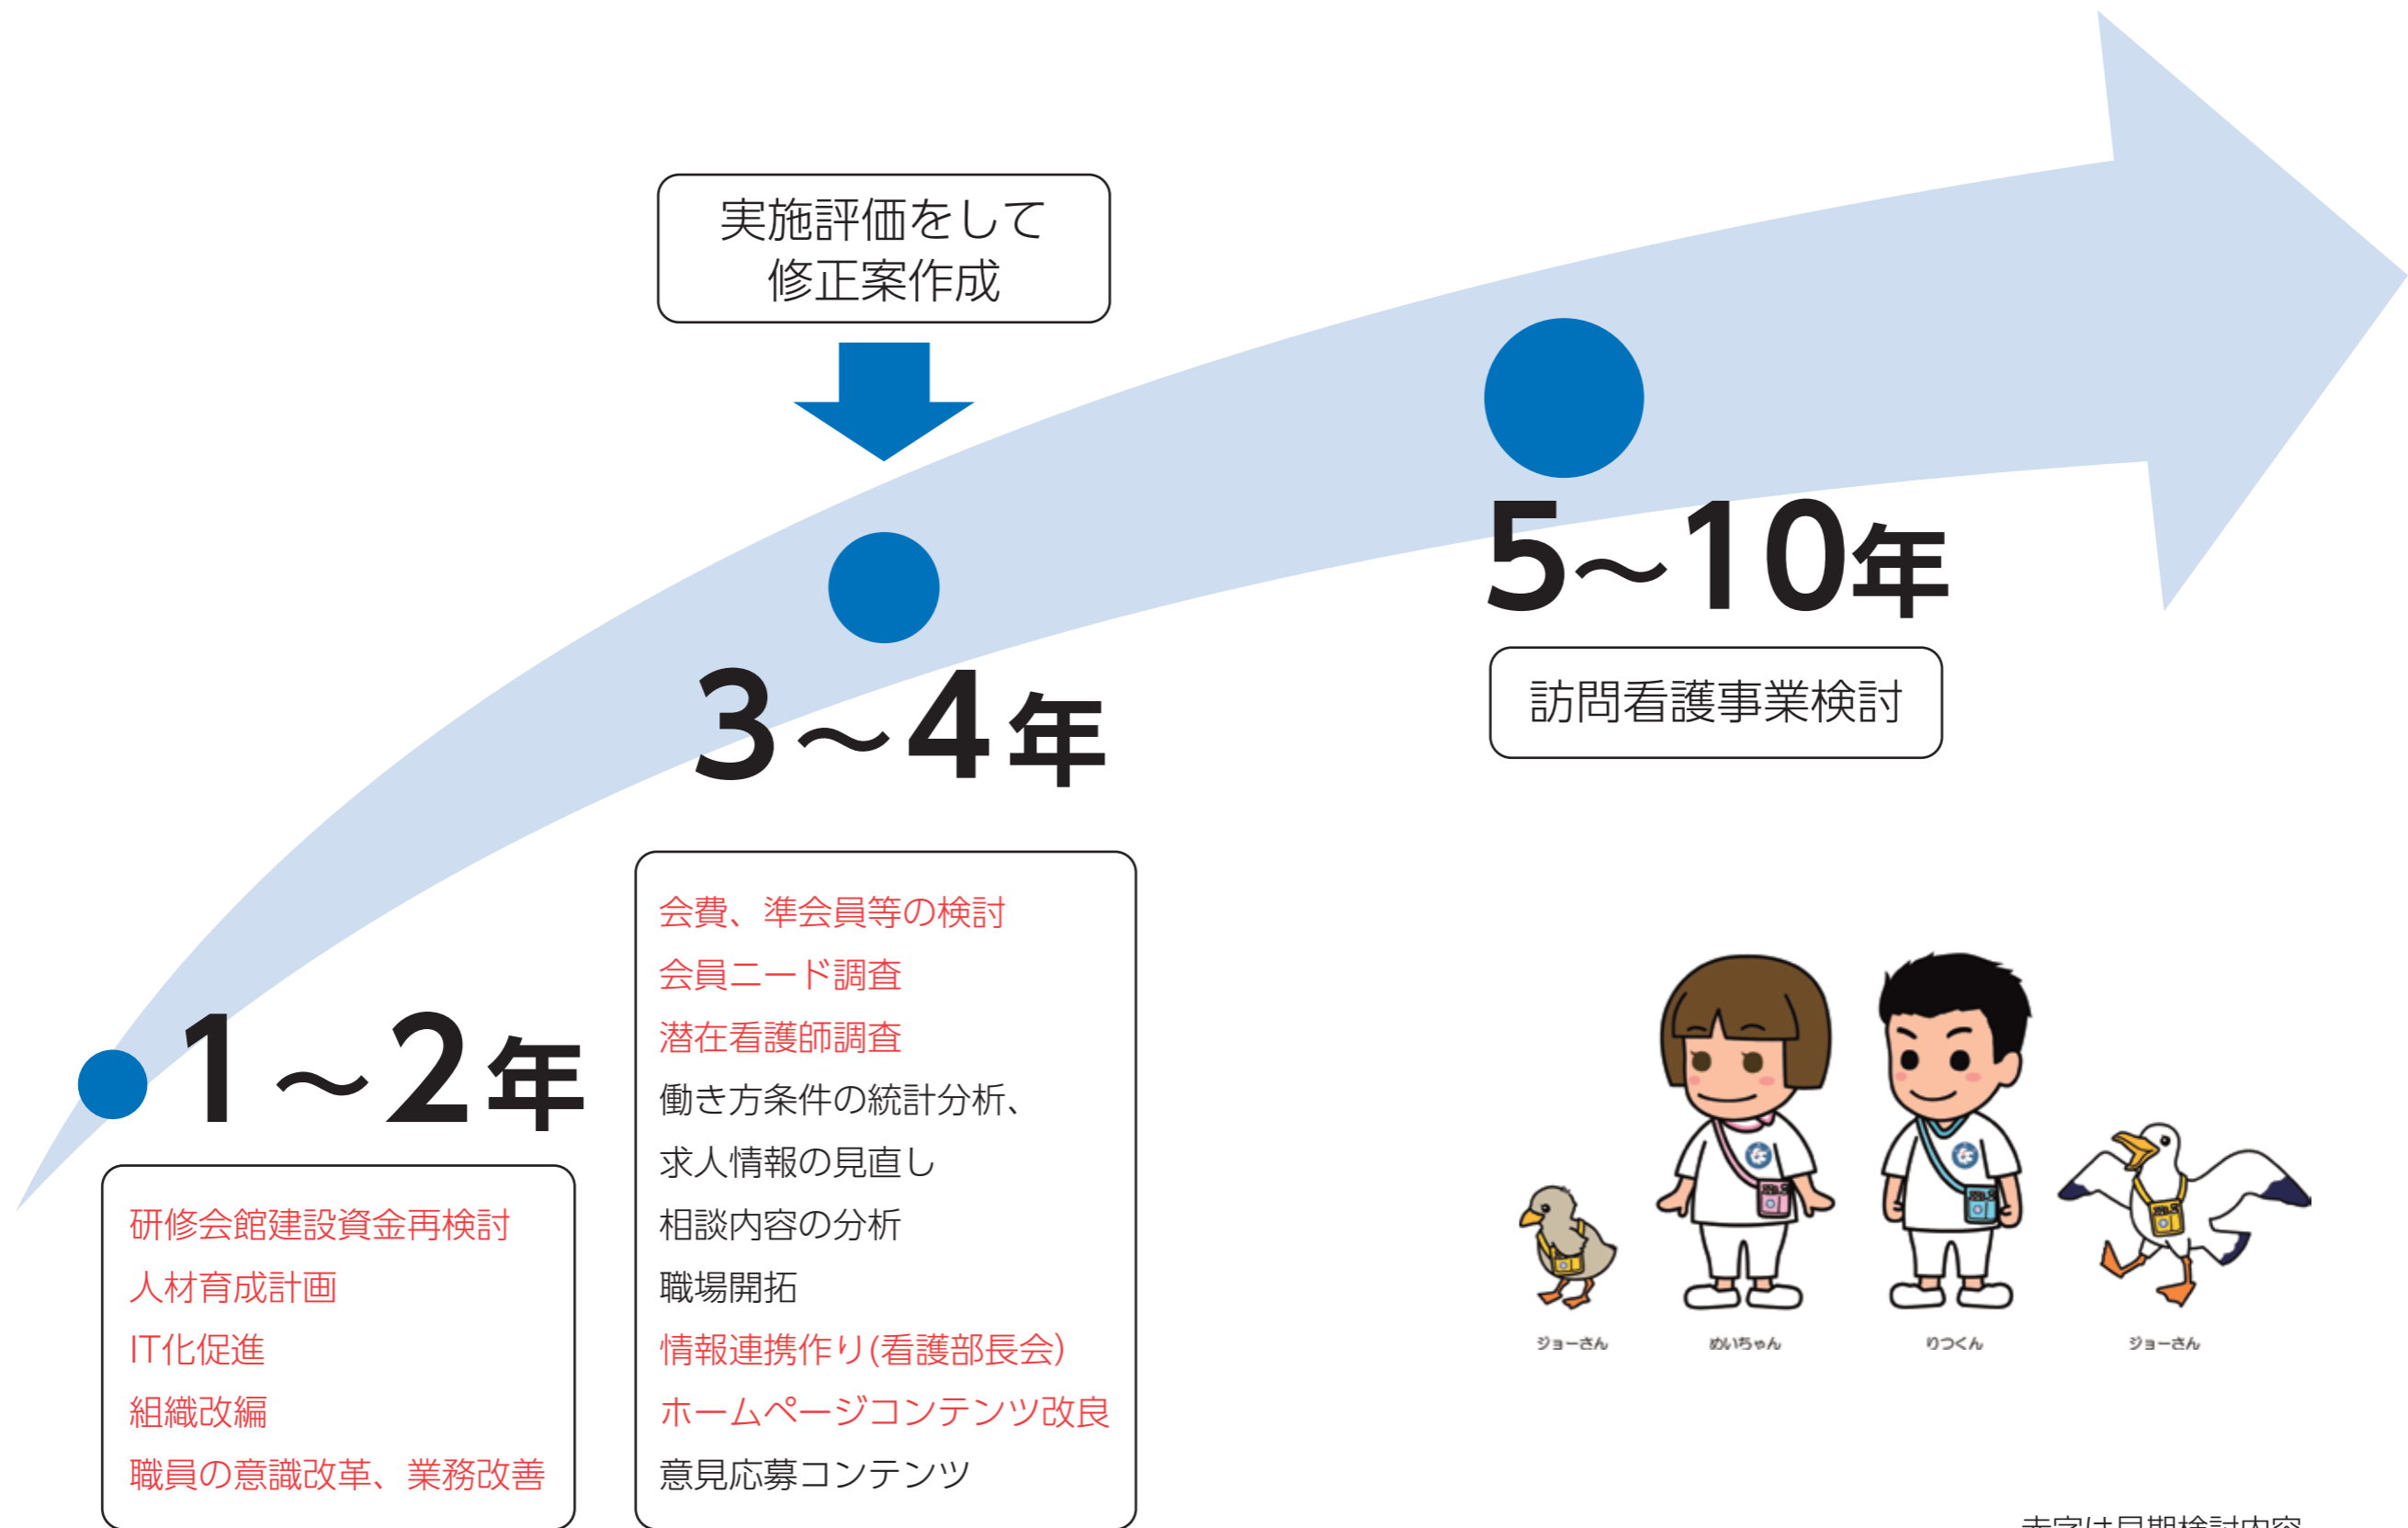 実施評価をして
修正案作成
1～2年
研修会館建設資金再検討
人材育成計画
IT化促進
組織改編
職員の意識改革、業務改善
3～4年
会費、準会員等の検討
会員ニード調査
潜在看護師調査
働き方条件の統計分析、
求人情報の見直し
相談内容の分析
職場開拓
情報連携作り(看護部長会)
ホームページコンテンツ改良
意見応募コンテンツ
5～10年
訪問看護事業検討
ジョーさん
めいちゃん
りつくん
ジョーさん
赤字は早期検討内容